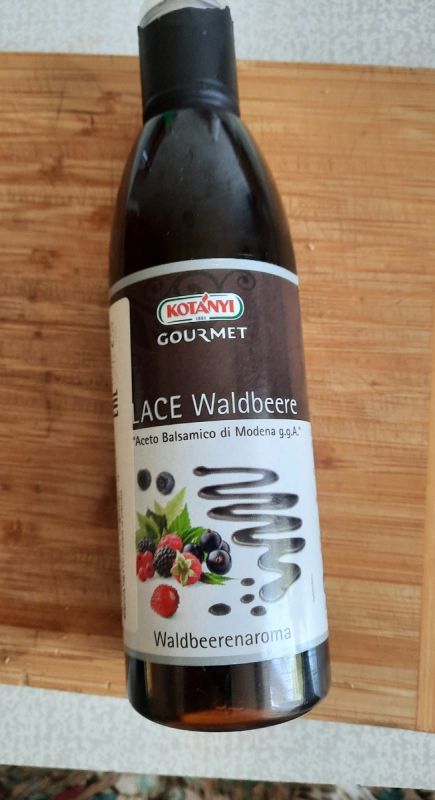 KOTÁNYI
1881
GOURMET
LACE Waldbeere
"Aceto Balsamico di Modena g.g.A."
Waldbeerenaroma